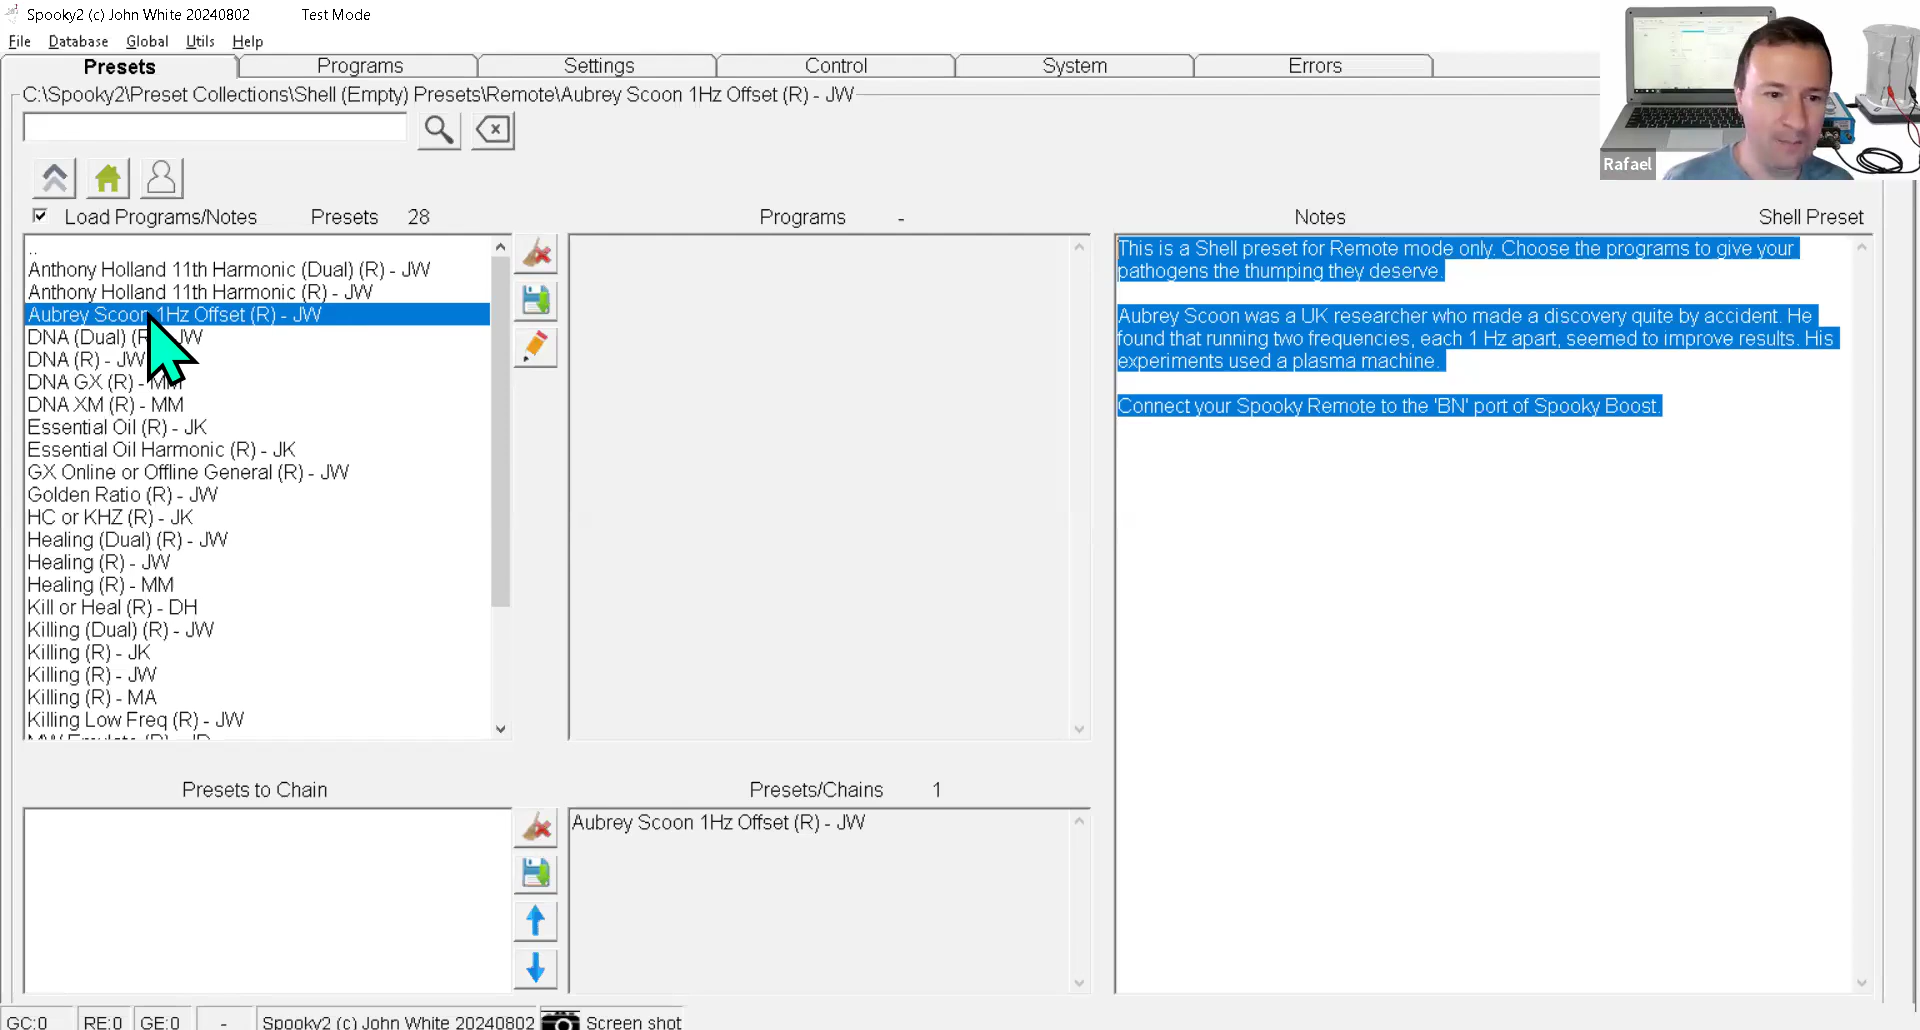 Spooky2 (c) John White 20240802 Test Mode
File Database Global Utils Help
Presets Programs Settings Control System Errors
C:\Spooky2\Preset Collections\Shell (Empty) Presets\Remote\Aubrey Scoon 1Hz Offset (R) - JW
Rafael
Load Programs/Notes Presets 28
Programs -
Notes Shell Preset
..
Anthony Holland 11th Harmonic (Dual) (R) - JW
Anthony Holland 11th Harmonic (R) - JW
Aubrey Scoon 1Hz Offset (R) - JW
DNA (Dual) (R) - JW
DNA (R) - JW
DNA GX (R) - MM
DNA XM (R) - MM
Essential Oil (R) - JK
Essential Oil Harmonic (R) - JK
GX Online or Offline General (R) - JW
Golden Ratio (R) - JW
HC or KHZ (R) - JK
Healing (Dual) (R) - JW
Healing (R) - JW
Healing (R) - MM
Kill or Heal (R) - DH
Killing (Dual) (R) - JW
Killing (R) - JK
Killing (R) - JW
Killing (R) - MA
Killing Low Freq (R) - JW
This is a Shell preset for Remote mode only. Choose the programs to give your
pathogens the thumping they deserve.
Aubrey Scoon was a UK researcher who made a discovery quite by accident. He
found that running two frequencies, each 1 Hz apart, seemed to improve results. His
experiments used a plasma machine.
Connect your Spooky Remote to the 'BN' port of Spooky Boost.
Presets to Chain
Presets/Chains 1
Aubrey Scoon 1Hz Offset (R) - JW
GC:0 RE:0 GE:0 - Spooky2 (c) John White 20240802 Screen shot